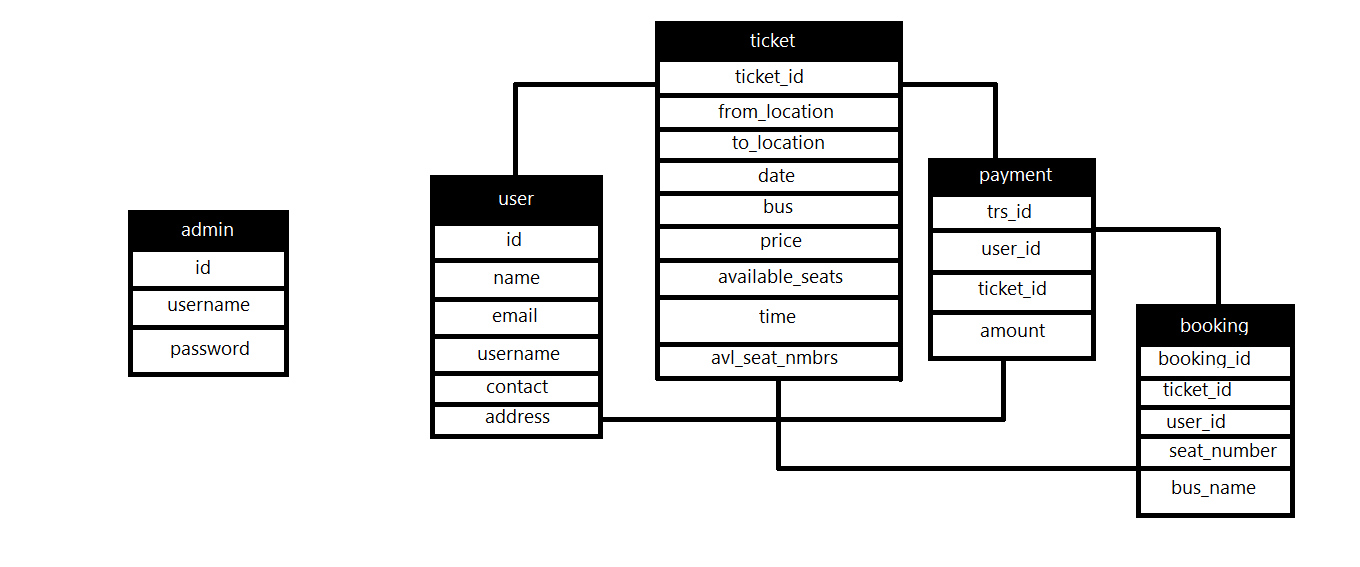 ticket
ticket_id
from_location
to_location
date
bus
price
available_seats
time
avl_seat_nmbrs
user
id
name
email
username
contact
address
admin
id
username
password
payment
trs_id
user_id
ticket_id
amount
booking
booking_id
ticket_id
user_id
seat_number
bus_name